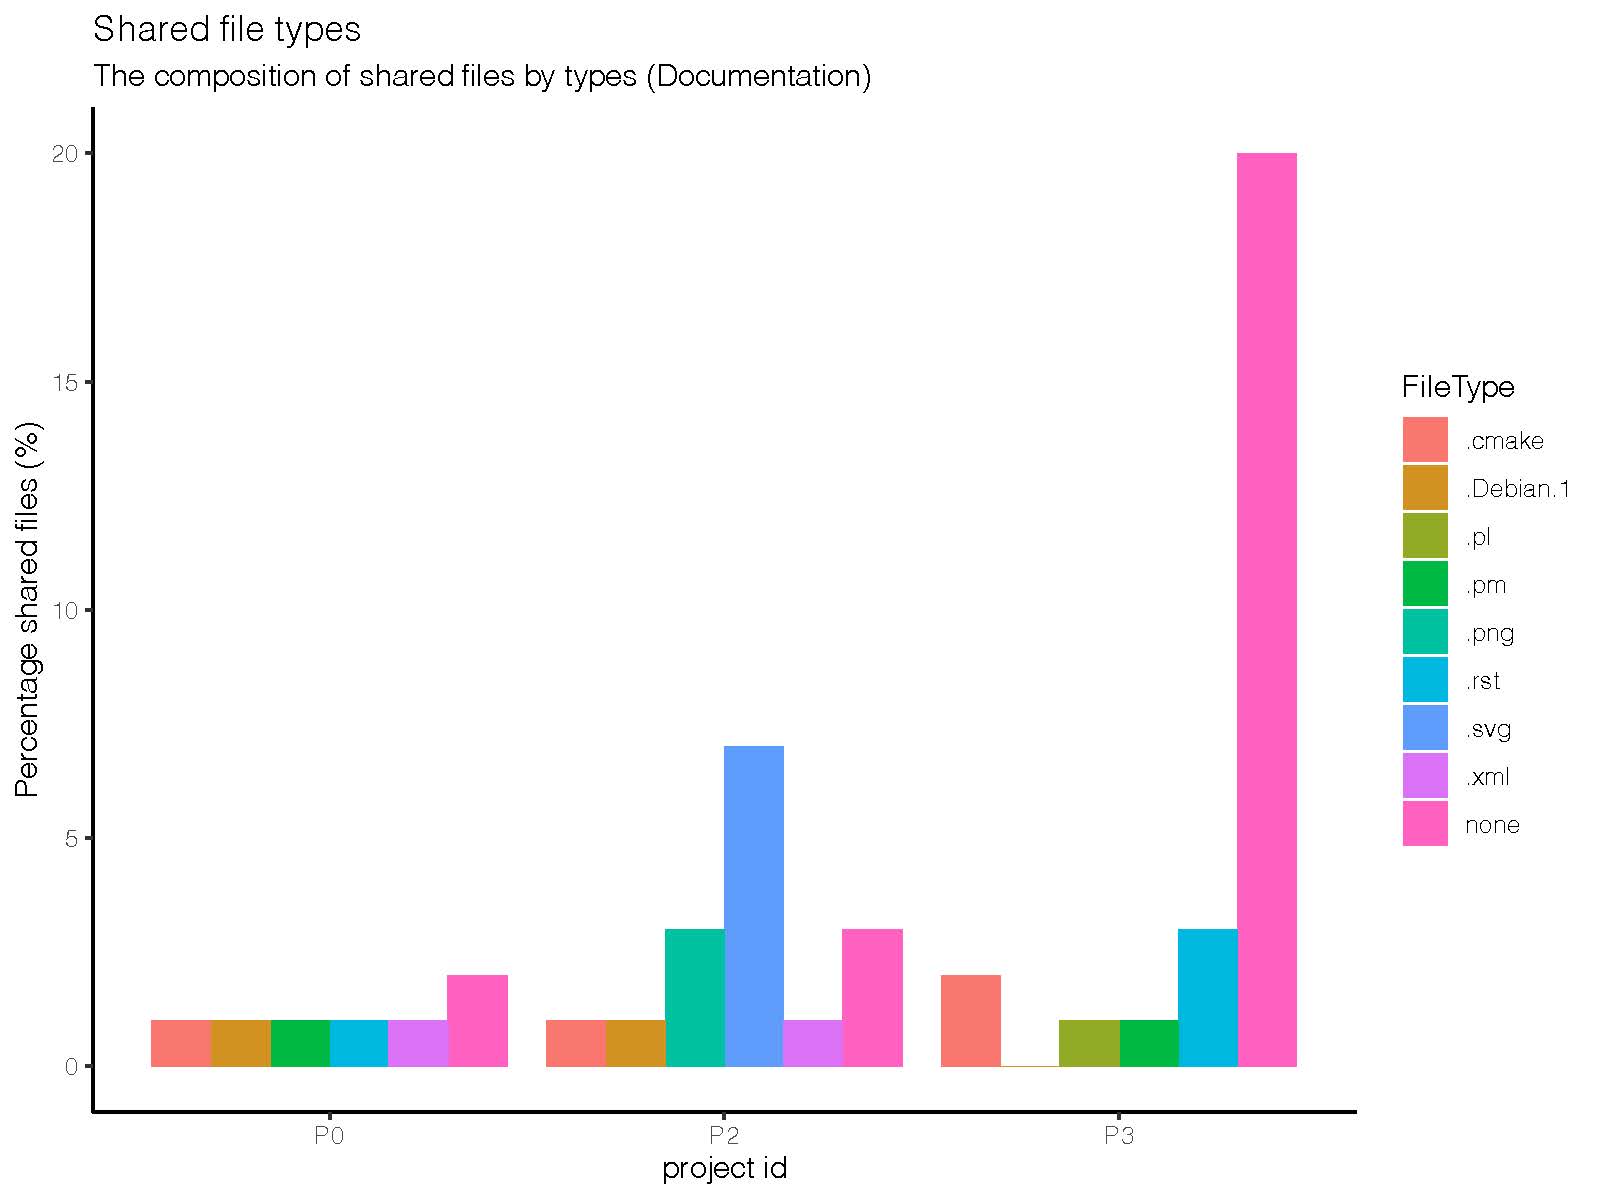 Shared file types
The composition of shared files by types (Documentation)
Percentage shared files (%)
20
15
10
5
0
P0
P2
P3
project id
FileType
.cmake
.Debian.1
.pl
.pm
.png
.rst
.svg
.xml
none